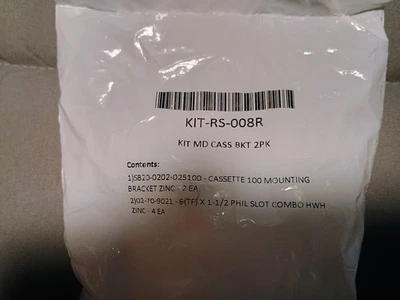 KIT-RS-008R
KIT MD CASS BKT 2PK
Contents:
1)SB20-0202-025100 - CASSETTE 100 MOUNTING
BRACKET ZINC - 2 EA
2)02-70-9021 - 6(TF) X 1-1/2 PHIL SLOT COMBO HWH
ZINC - 4 EA